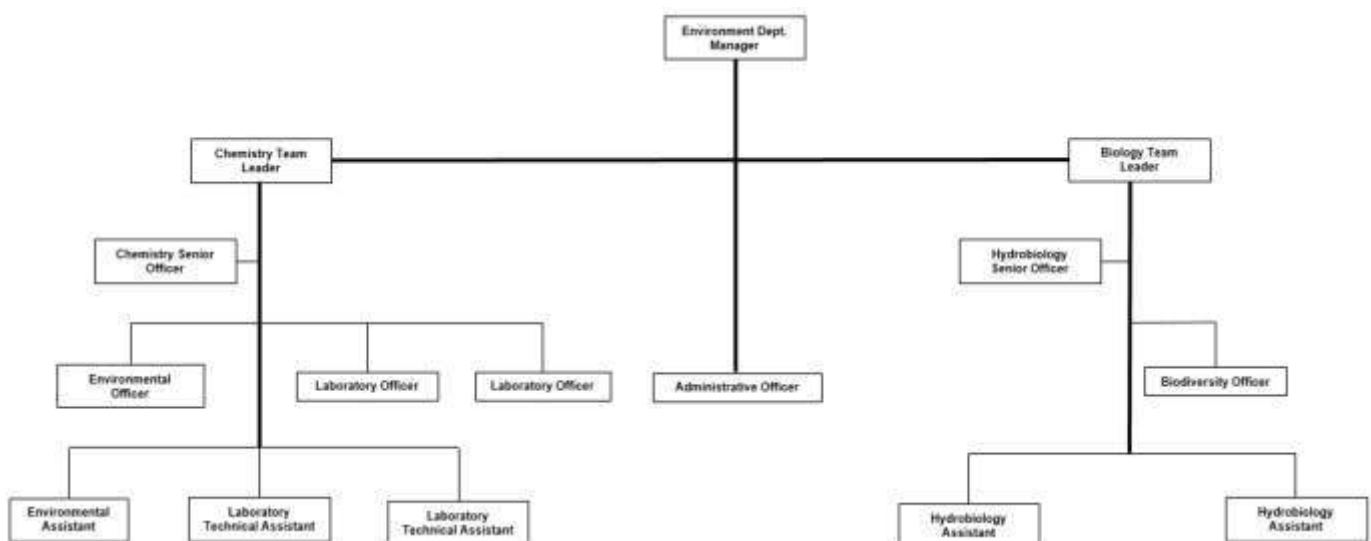 Environment Dept.
Manager
Chemistry Team
Leader
Biology Team
Leader
Chemistry Senior
Officer
Hydrobiology
Senior Officer
Environmental
Officer
Laboratory Officer
Laboratory Officer
Administrative Officer
Biodiversity Officer
Environmental
Assistant
Laboratory
Technical Assistant
Laboratory
Technical Assistant
Hydrobiology
Assistant
Hydrobiology
Assistant